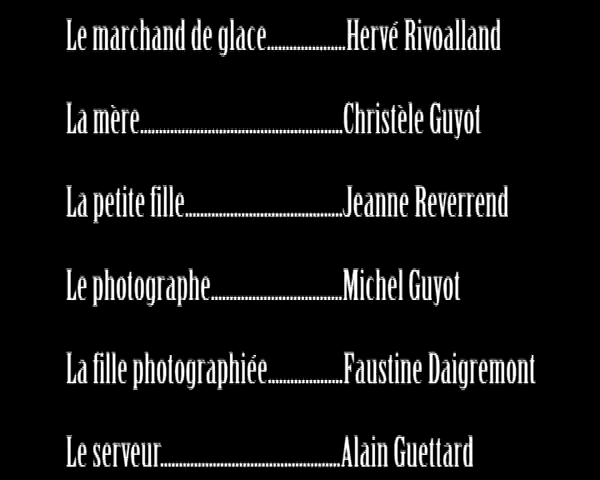 Le marchand de glace.....................Hervé Rivoalland
La mère......................................................Christèle Guyot
La petite fille..........................................Jeanne Reverrend
Le photographe...................................Michel Guyot
La fille photographiée....................Faustine Daigremont
Le serveur................................................Alain Guettard